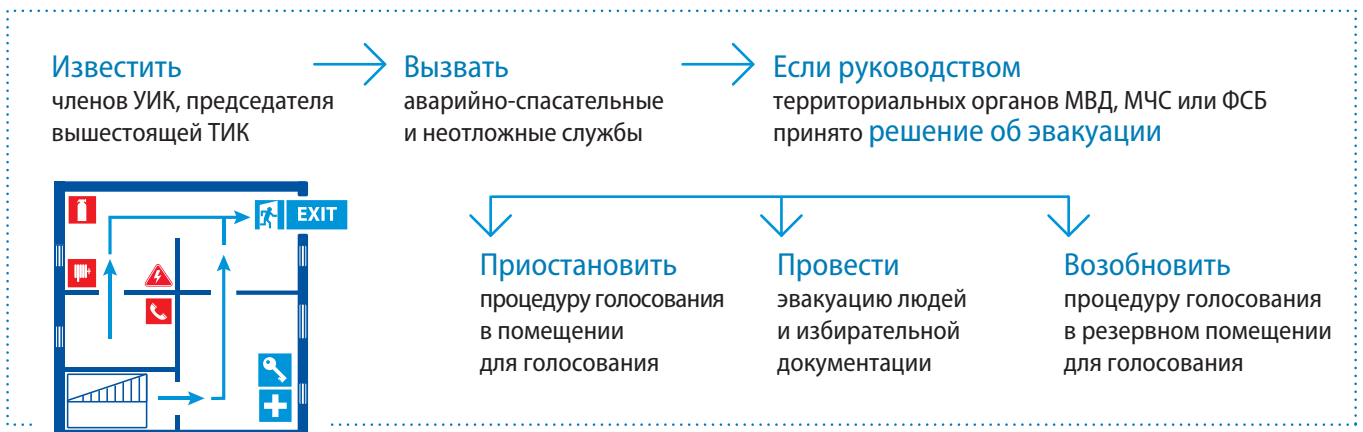 Известить
членов УИК, председателя
вышестоящей ТИК
Вызвать
аварийно-спасательные
и неотложные службы
Если руководством
территориальных органов МВД, МЧС или ФСБ
принято решение об эвакуации
EXIT
Приостановить
процедуру голосования
в помещении
для голосования
Провести
эвакуацию людей
и избирательной
документации
Возобновить
процедуру голосования
в резервном помещении
для голосования